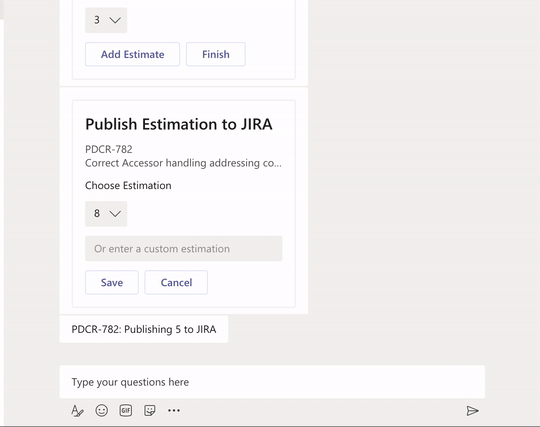 3
Add Estimate Finish
Publish Estimation to JIRA
PDCR-782
Correct Accessor handling addressing co...
Choose Estimation
8
Or enter a custom estimation
Save Cancel
PDCR-782: Publishing 5 to JIRA
Type your questions here
GIF